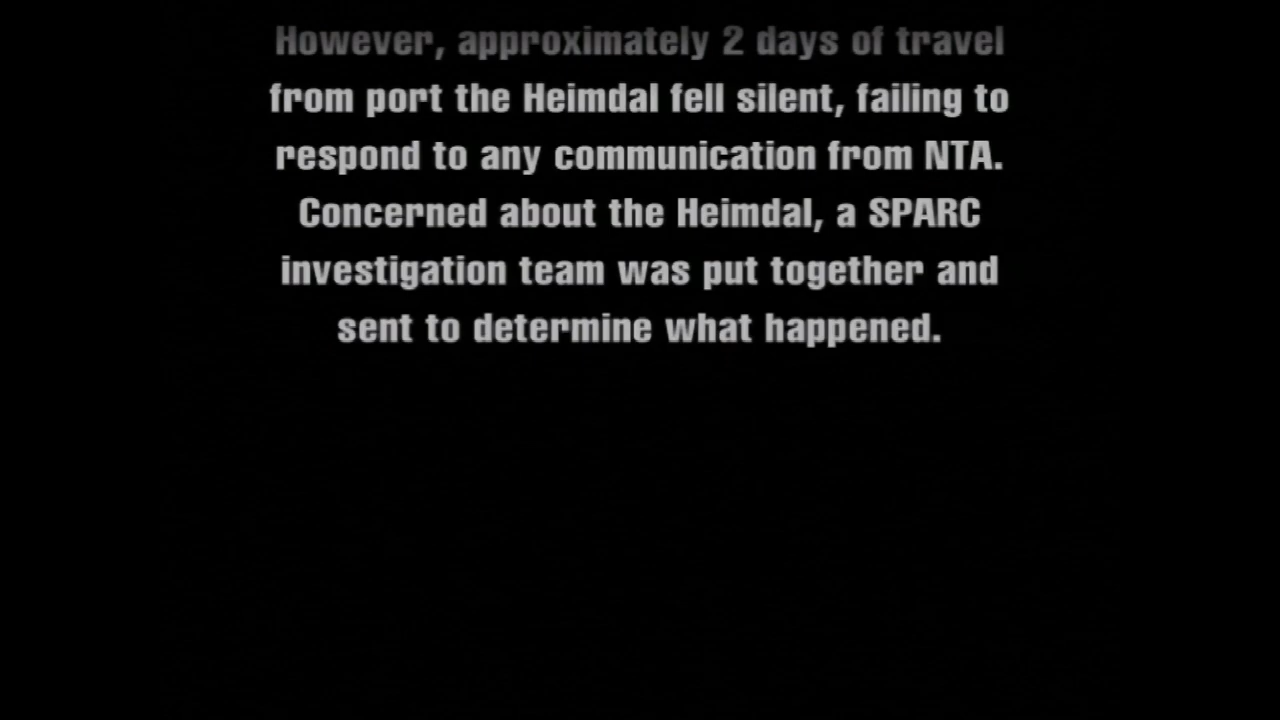 However, approximately 2 days of travel
from port the Heimdal fell silent, failing to
respond to any communication from NTA.
Concerned about the Heimdal, a SPARC
investigation team was put together and
sent to determine what happened.